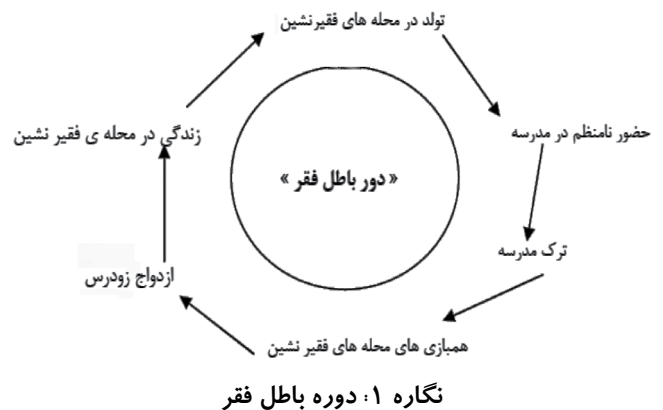 تولد در محله های فقیرنشین
حضور نامنظم در مدرسه
ترک مدرسه
همبازی های محله های فقیر نشین
ازدواج زودرس
زندگی در محله ی فقیر نشین
« دور باطل فقر »
نگاره ۱: دوره باطل فقر